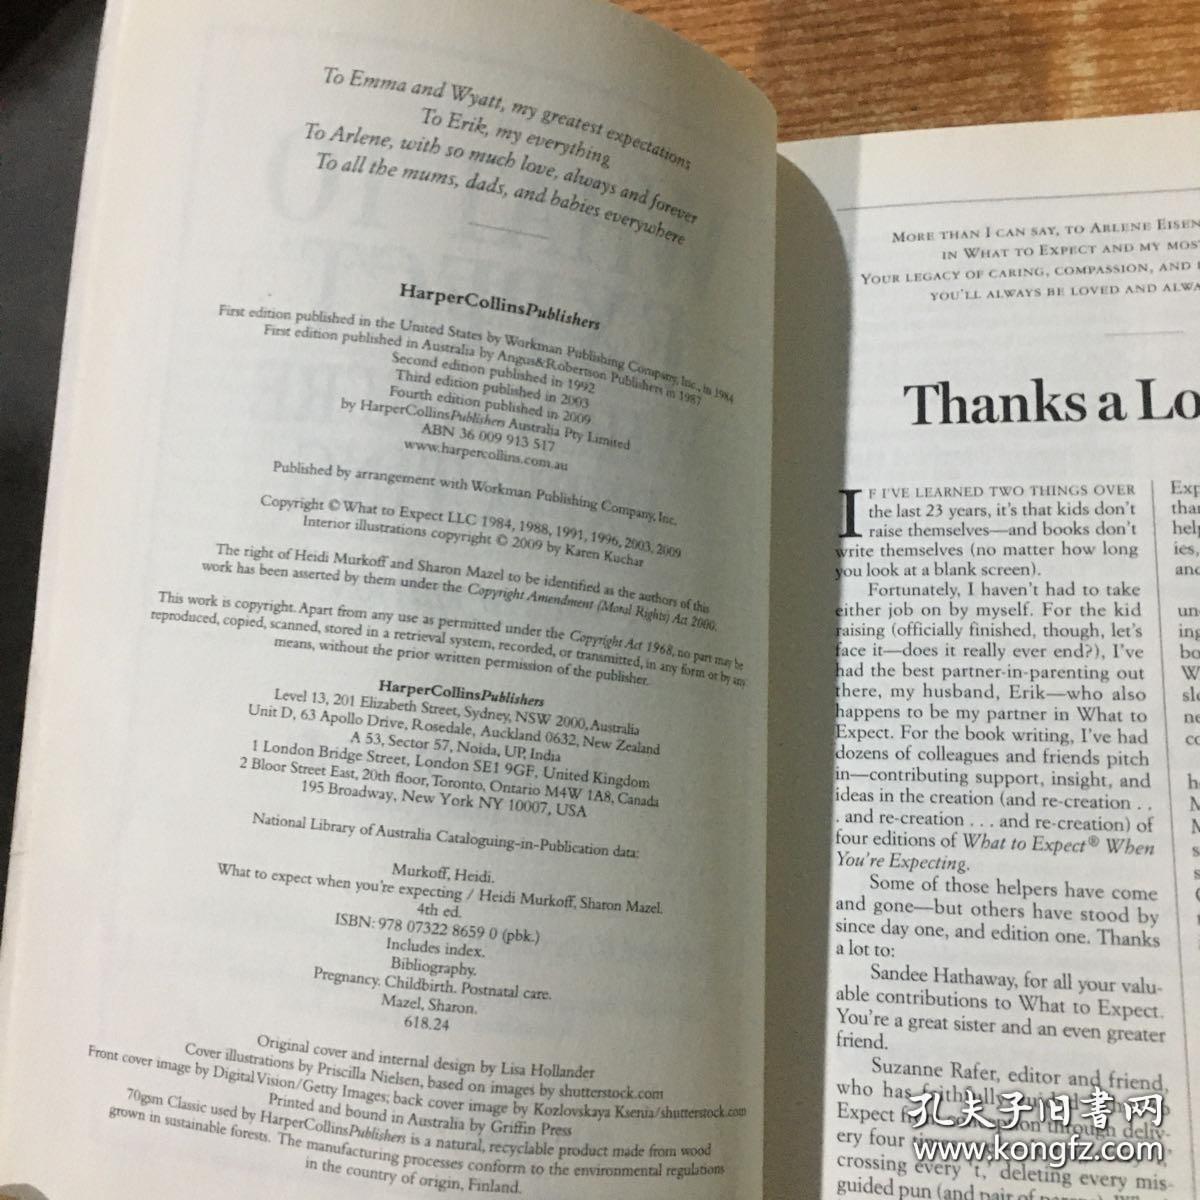 To Emma and Wyatt, my greatest expectations
To Erik, my everything
To Arlene, with so much love, always and forever
To all the mums, dads, and babies everywhere
HarperCollinsPublishers
First edition published in the United States by Workman Publishing Company, Inc., in 1984
First edition published in Australia by Angus&Robertson Publishers in 1987
Second edition published in 1992
Third edition published in 2003
Fourth edition published in 2009
by HarperCollinsPublishers Australia Pty Limited
ABN 36 009 913 517
www.harpercollins.com.au
Published by arrangement with Workman Publishing Company, Inc.
Copyright © What to Expect LLC 1984, 1988, 1991, 1996, 2003, 2009
Interior illustrations copyright © 2009 by Karen Kuchar
The right of Heidi Murkoff and Sharon Mazel to be identified as the authors of this
work has been asserted by them under the Copyright Amendment (Moral Rights) Act 2000.
This work is copyright. Apart from any use as permitted under the Copyright Act 1968, no part may be
reproduced, copied, scanned, stored in a retrieval system, recorded, or transmitted, in any form or by any
means, without the prior written permission of the publisher.
HarperCollinsPublishers
Level 13, 201 Elizabeth Street, Sydney, NSW 2000, Australia
Unit D, 63 Apollo Drive, Rosedale, Auckland 0632, New Zealand
A 53, Sector 57, Noida, UP, India
1 London Bridge Street, London SE1 9GF, United Kingdom
2 Bloor Street East, 20th floor, Toronto, Ontario M4W 1A8, Canada
195 Broadway, New York NY 10007, USA
National Library of Australia Cataloguing-in-Publication data:
Murkoff, Heidi.
What to expect when you're expecting / Heidi Murkoff, Sharon Mazel.
4th ed.
ISBN: 978 07322 8659 0 (pbk.)
Includes index.
Bibliography.
Pregnancy. Childbirth. Postnatal care.
Mazel, Sharon.
618.24
Original cover and internal design by Lisa Hollander
Cover illustrations by Priscilla Nielsen, based on images by shutterstock.com
Front cover image by Digital Vision/Getty Images; back cover image by Kozlovskaya Ksenia/shutterstock.com
Printed and bound in Australia by Griffin Press
70gsm Classic used by HarperCollinsPublishers is a natural, recyclable product made from wood
grown in sustainable forests. The manufacturing processes conform to the environmental regulations
in the country of origin, Finland.
MORE THAN I CAN SAY, TO ARLENE EISEN
IN WHAT TO EXPECT AND MY MOS
YOUR LEGACY OF CARING, COMPASSION, AND
YOU'LL ALWAYS BE LOVED AND ALWA
Thanks a Lo
IF I'VE LEARNED TWO THINGS OVER
the last 23 years, it's that kids don't
raise themselves—and books don't
write themselves (no matter how long
you look at a blank screen).
Fortunately, I haven't had to take
either job on by myself. For the kid
raising (officially finished, though, let's
face it—does it really ever end?), I've
had the best partner-in-parenting out
there, my husband, Erik—who also
happens to be my partner in What to
Expect. For the book writing, I've had
dozens of colleagues and friends pitch
in—contributing support, insight, and
ideas in the creation (and re-creation . .
. and re-creation . . . and re-creation) of
four editions of What to Expect® When
You're Expecting.
Some of those helpers have come
and gone—but others have stood by
since day one, and edition one. Thanks
a lot to:
Sandee Hathaway, for all your valu-
able contributions to What to Expect.
You're a great sister and an even greater
friend.
Suzanne Rafer, editor and friend,
who has faithfully
Expect through deliv-
ery four
crossing every 't', deleting every mis-
guided pun (and pair of
Exp
tha
help
ies,
and
un
ing
bo
W
sl
ne
co
h
M
M
s
s
孔夫子旧书网
www.kongfz.com